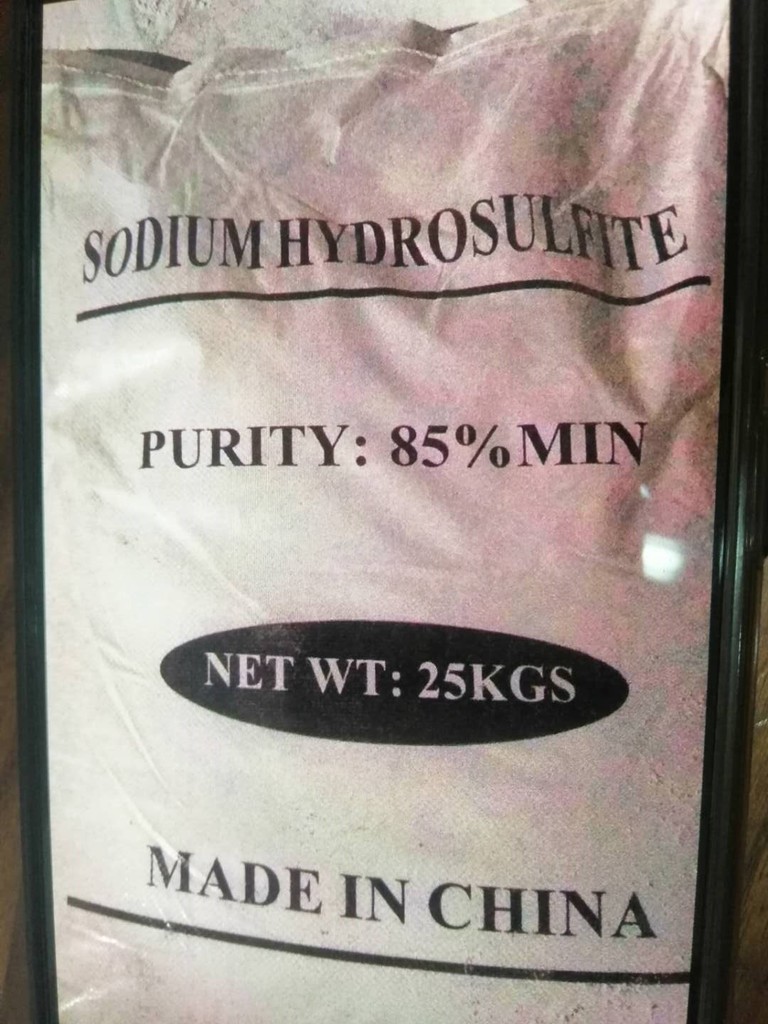 SODIUM HYDROSULFITE
PURITY: 85%MIN
NET WT: 25KGS
MADE IN CHINA